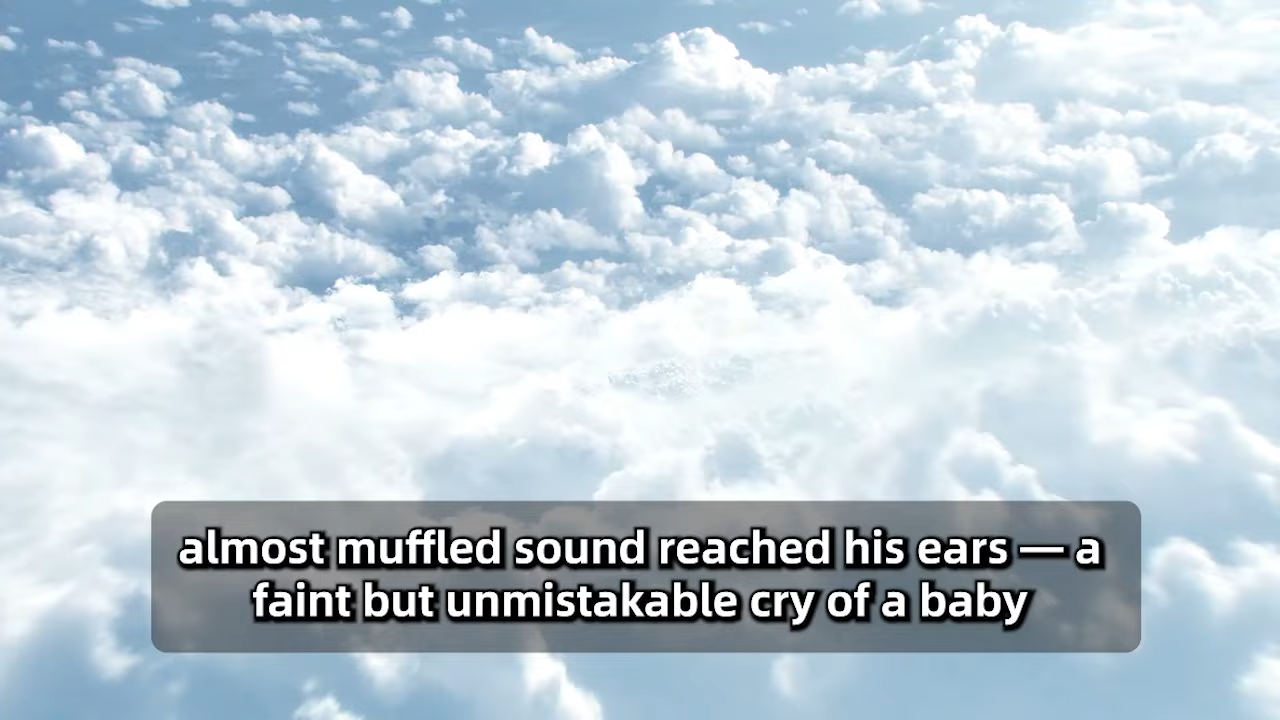 almost muffled sound reached his ears — a
faint but unmistakable cry of a baby